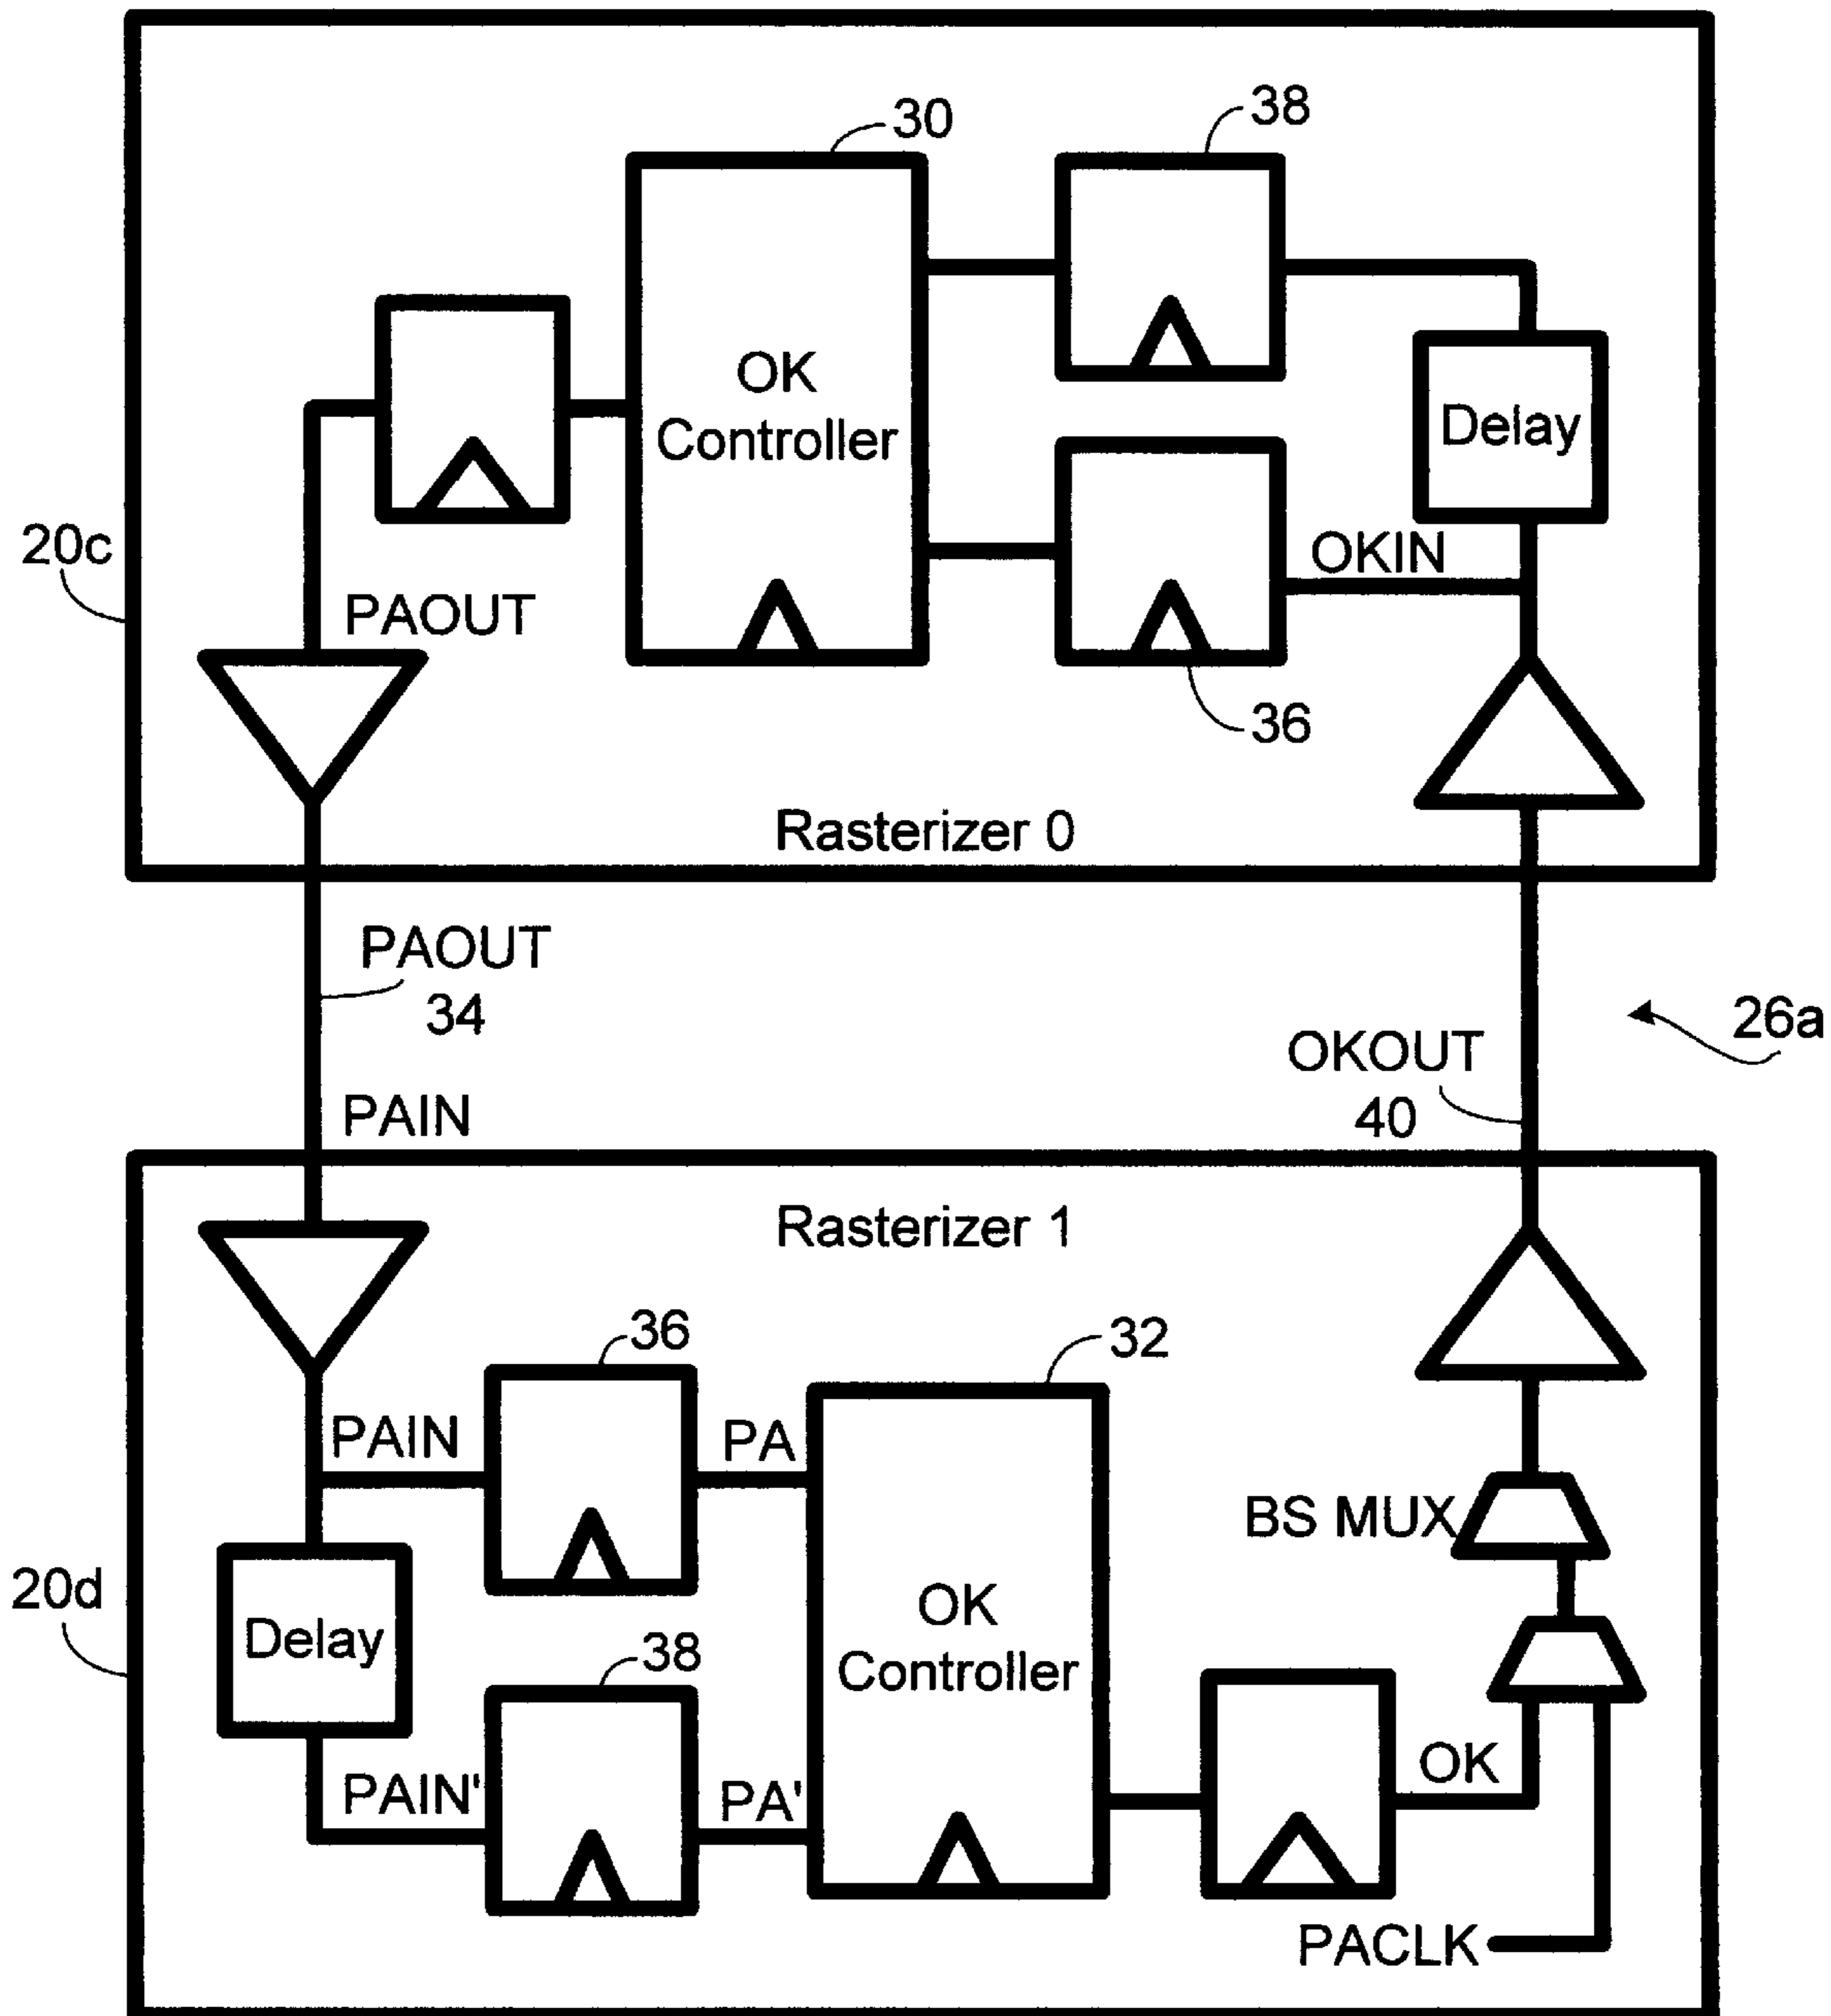 30
38
OK
Controller
Delay
20c
OKIN
PAOUT
36
Rasterizer 0
PAOUT
34
26a
OKOUT
40
PAIN
Rasterizer 1
36
32
PAIN
PA
BS MUX
20d
OK
Controller
Delay
38
OK
PAIN'
PA'
PACLK